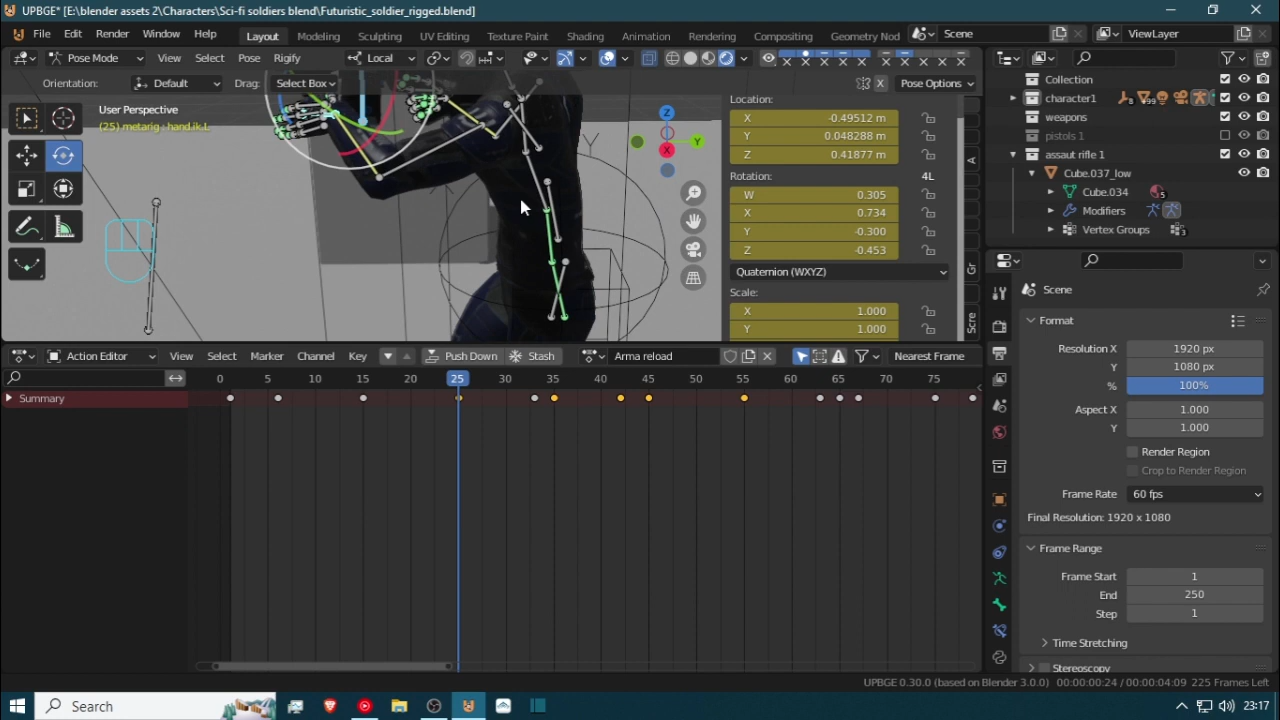 UPBGE* [E:\blender assets 2\Characters\Sci-fi soldiers blend\Futuristic_soldier_rigged.blend]
File Edit Render Window Help Layout Modeling Sculpting UV Editing Texture Paint Shading Animation Rendering Compositing Geometry Nod Scene ViewLayer
Pose Mode View Select Pose Rigify Local
Orientation: Default Drag: Select Box Pose Options
User Perspective
(25) metarig : hand.ik.L
Location:
X -0.49512 m
Y 0.048288 m
Z 0.41877 m
Rotation: 4L
W 0.305
X 0.734
Y -0.300
Z -0.453
Quaternion (WXYZ)
Scale:
X 1.000
Y 1.000
A
Gr
Scre
Z
Y
X
Y
Collection
character1 8 99
weapons
pistols 1
assaut rifle 1
Cube.037_low
Cube.034 5
Modifiers
Vertex Groups 3
Scene
Format
Resolution X 1920 px
Y 1080 px
% 100%
Aspect X 1.000
Y 1.000
Render Region
Crop to Render Region
Frame Rate 60 fps
Final Resolution: 1920 x 1080
Frame Range
Frame Start 1
End 250
Step 1
Time Stretching
Stereoscopy
Action Editor View Select Marker Channel Key Push Down Stash Arma reload Nearest Frame
0 5 10 15 20 25 30 35 40 45 50 55 60 65 70 75
Summary
UPBGE 0.30.0 (based on Blender 3.0.0) 00:00:00:24 / 00:00:04:09 225 Frames Left
Search 23:17